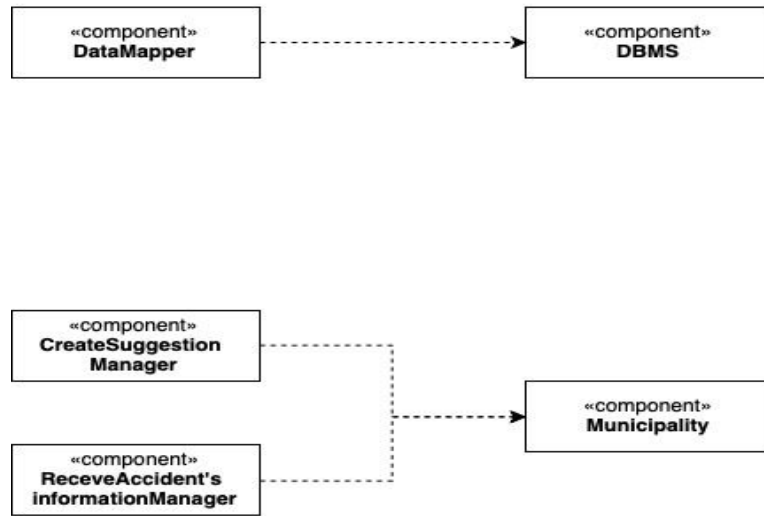 «component»
DataMapper
«component»
DBMS
«component»
CreateSuggestion
Manager
«component»
Municipality
«component»
ReceveAccident's
informationManager